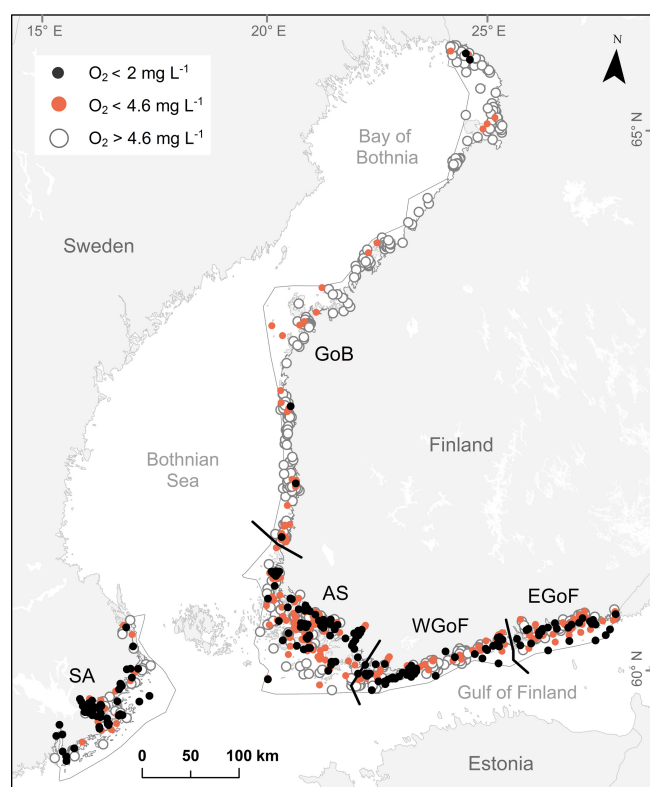 15° E
20° E
25° E
N
O₂ < 2 mg L⁻¹
O₂ < 4.6 mg L⁻¹
O₂ > 4.6 mg L⁻¹
Bay of
Bothnia
65° N
Sweden
GoB
Finland
Bothnian
Sea
AS
EGoF
WGoF
SA
60° N
Gulf of Finland
0 50 100 km
Estonia